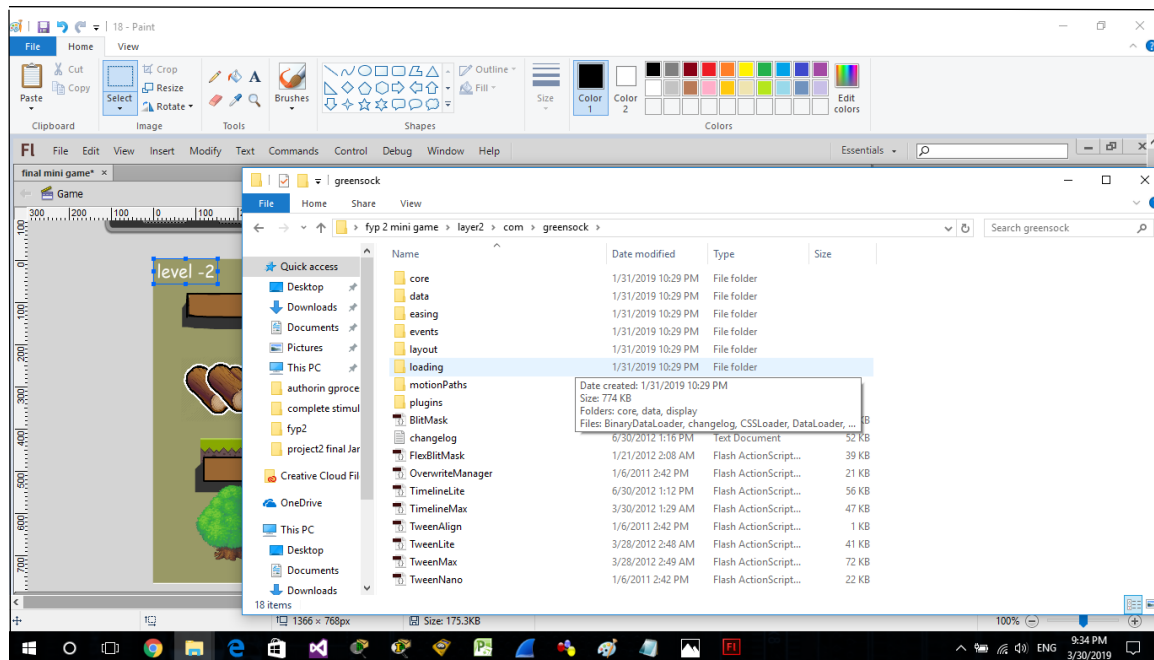 18 - Paint
File Home View
Paste Cut Copy Select Crop Resize Rotate Brushes Outline Fill Size Color 1 Color 2 Edit colors
Clipboard Image Tools Shapes Colors
Fl File Edit View Insert Modify Text Commands Control Debug Window Help Essentials
final mini game* ×
Game
300 200 100 0 100
level -2
greensock
File Home Share View
fyp 2 mini game > layer2 > com > greensock > Search greensock
Name Date modified Type Size
Quick access
Desktop
Downloads
Documents
Pictures
This PC
authorin gproce
complete stimul
fyp2
project2 final Jar
Creative Cloud Fil
OneDrive
This PC
Desktop
Documents
Downloads
core 1/31/2019 10:29 PM File folder
data 1/31/2019 10:29 PM File folder
easing 1/31/2019 10:29 PM File folder
events 1/31/2019 10:29 PM File folder
layout 1/31/2019 10:29 PM File folder
loading 1/31/2019 10:29 PM File folder
motionPaths
plugins
BlitMask KB
changelog 6/30/2012 1:16 PM Text Document 52 KB
FlexBlitMask 1/21/2012 2:08 AM Flash ActionScript... 39 KB
OverwriteManager 1/6/2011 2:42 PM Flash ActionScript... 21 KB
TimelineLite 6/30/2012 1:12 PM Flash ActionScript... 56 KB
TimelineMax 3/30/2012 1:29 AM Flash ActionScript... 47 KB
TweenAlign 1/6/2011 2:42 PM Flash ActionScript... 1 KB
TweenLite 3/28/2012 2:48 AM Flash ActionScript... 41 KB
TweenMax 3/28/2012 2:49 AM Flash ActionScript... 72 KB
TweenNano 1/6/2011 2:42 PM Flash ActionScript... 22 KB
Date created: 1/31/2019 10:29 PM
Size: 774 KB
Folders: core, data, display
Files: BinaryDataLoader, changelog, CSSLoader, DataLoader, ...
18 items
1366 × 768px Size: 175.3KB 100%
ENG 9:34 PM
3/30/2019